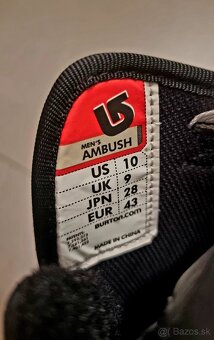 MEN'S
AMBUSH
US 10
UK 9
JPN 28
EUR 43
BURTON.COM
MADE IN CHINA
Bazos.sk